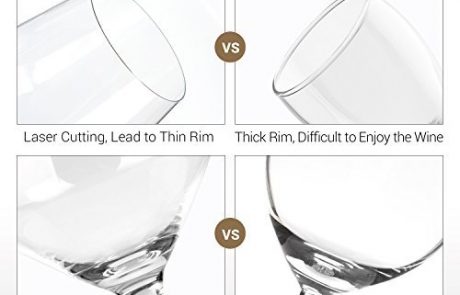 VS
Laser Cutting, Lead to Thin Rim
Thick Rim, Difficult to Enjoy the Wine
VS